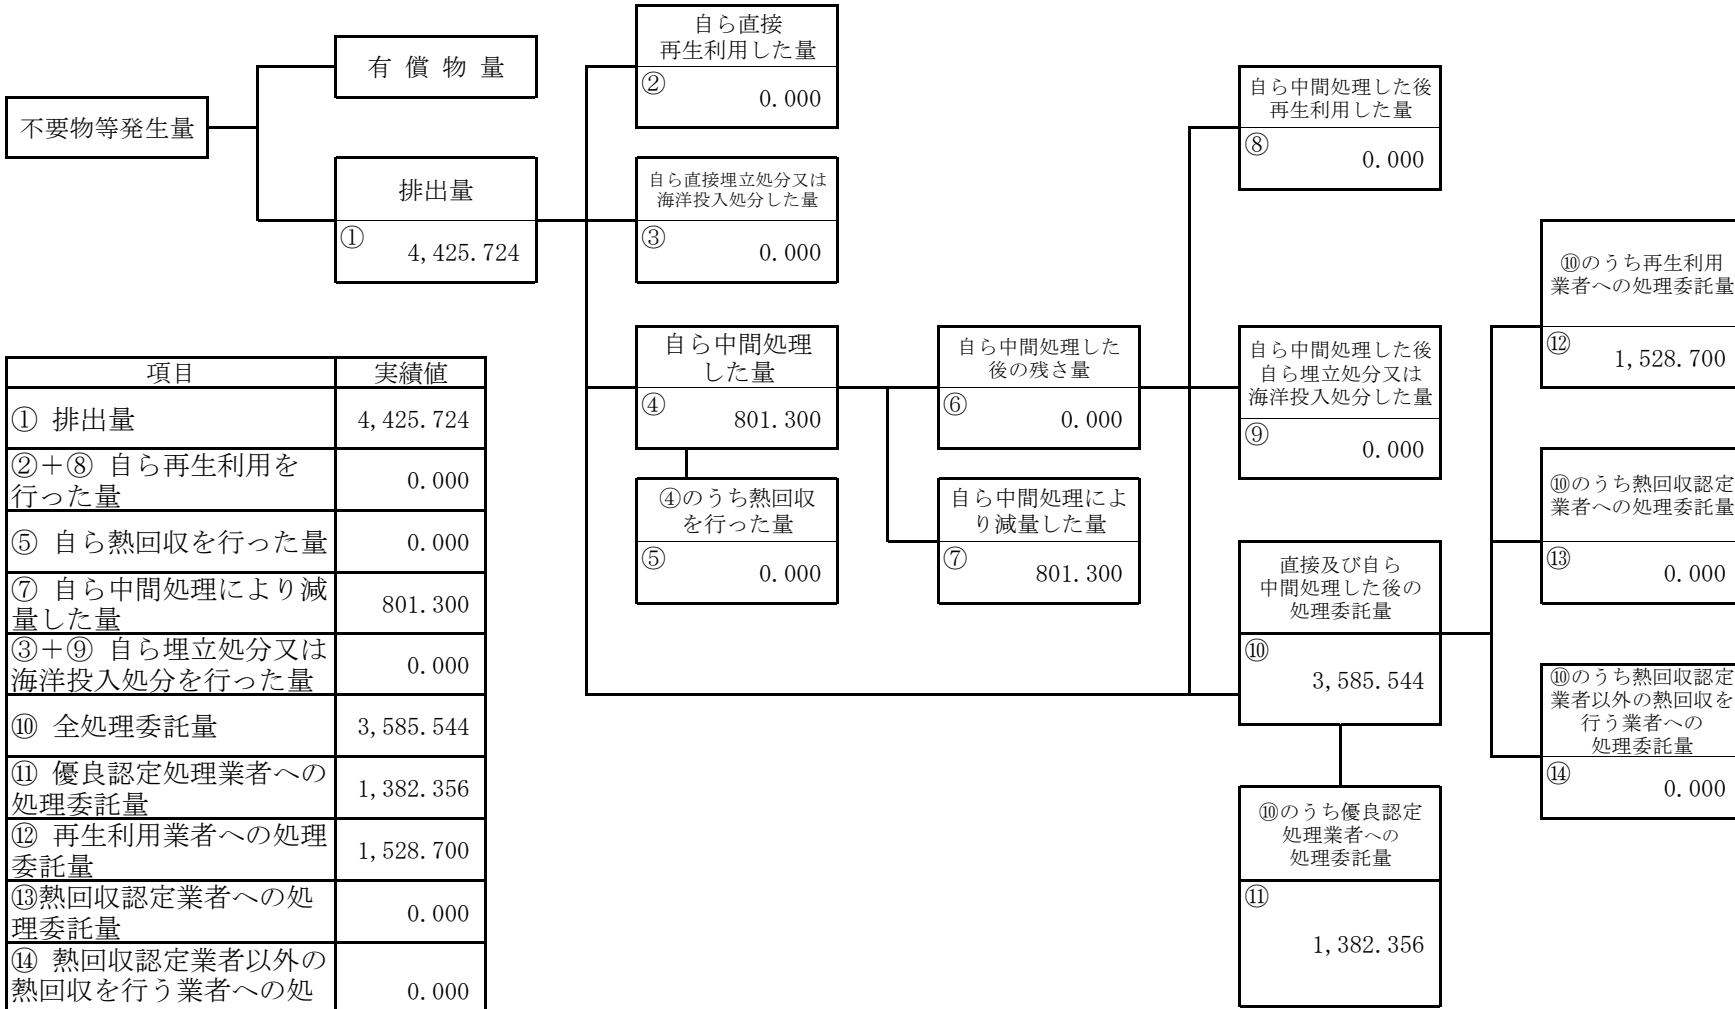 不要物等発生量
有 償 物 量
排出量
① 4,425.724
自ら直接
再生利用した量
② 0.000
自ら直接埋立処分又は
海洋投入処分した量
③ 0.000
自ら中間処理
した量
④ 801.300
④のうち熱回収
を行った量
⑤ 0.000
自ら中間処理した
後の残さ量
⑥ 0.000
自ら中間処理によ
り減量した量
⑦ 801.300
自ら中間処理した後
再生利用した量
⑧ 0.000
自ら中間処理した後
自ら埋立処分又は
海洋投入処分した量
⑨ 0.000
直接及び自ら
中間処理した後の
処理委託量
⑩ 3,585.544
⑩のうち優良認定
処理業者への
処理委託量
⑪ 1,382.356
⑩のうち再生利用
業者への処理委託量
⑫ 1,528.700
⑩のうち熱回収認定
業者への処理委託量
⑬ 0.000
⑩のうち熱回収認定
業者以外の熱回収を
行う業者への
処理委託量
⑭ 0.000
項目 実績値
① 排出量 4,425.724
②+⑧ 自ら再生利用を
行った量 0.000
⑤ 自ら熱回収を行った量 0.000
⑦ 自ら中間処理により減
量した量 801.300
③+⑨ 自ら埋立処分又は
海洋投入処分を行った量 0.000
⑩ 全処理委託量 3,585.544
⑪ 優良認定処理業者への
処理委託量 1,382.356
⑫ 再生利用業者への処理
委託量 1,528.700
⑬熱回収認定業者への処
理委託量 0.000
⑭ 熱回収認定業者以外の
熱回収を行う業者への処 0.000